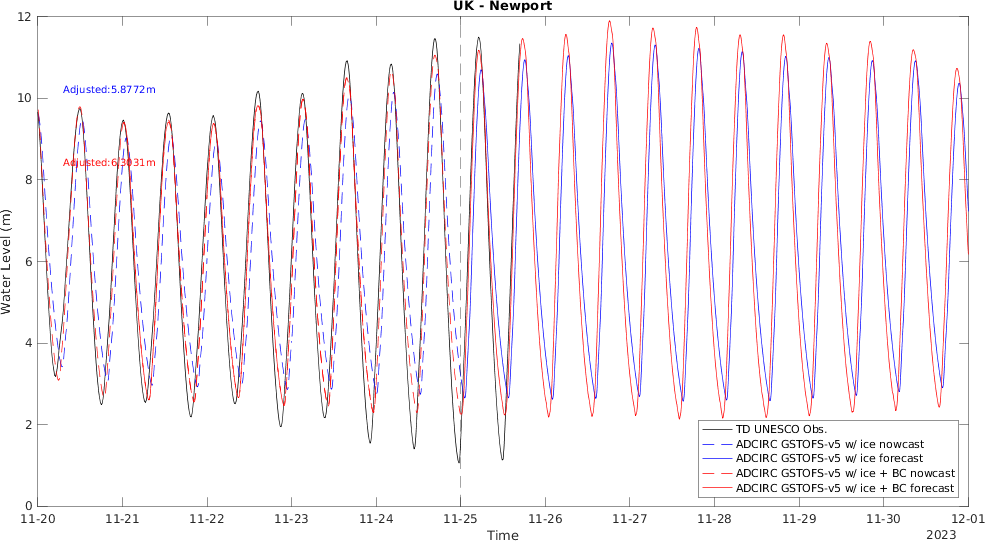 UK - Newport
12
10
8
6
4
2
0
Water Level (m)
Adjusted:5.8772m
Adjusted:6.3031m
TD UNESCO Obs.
ADCIRC GSTOFS-v5 w/ ice nowcast
ADCIRC GSTOFS-v5 w/ ice forecast
ADCIRC GSTOFS-v5 w/ ice + BC nowcast
ADCIRC GSTOFS-v5 w/ ice + BC forecast
11-20 11-21 11-22 11-23 11-24 11-25 11-26 11-27 11-28 11-29 11-30 12-01
Time
2023